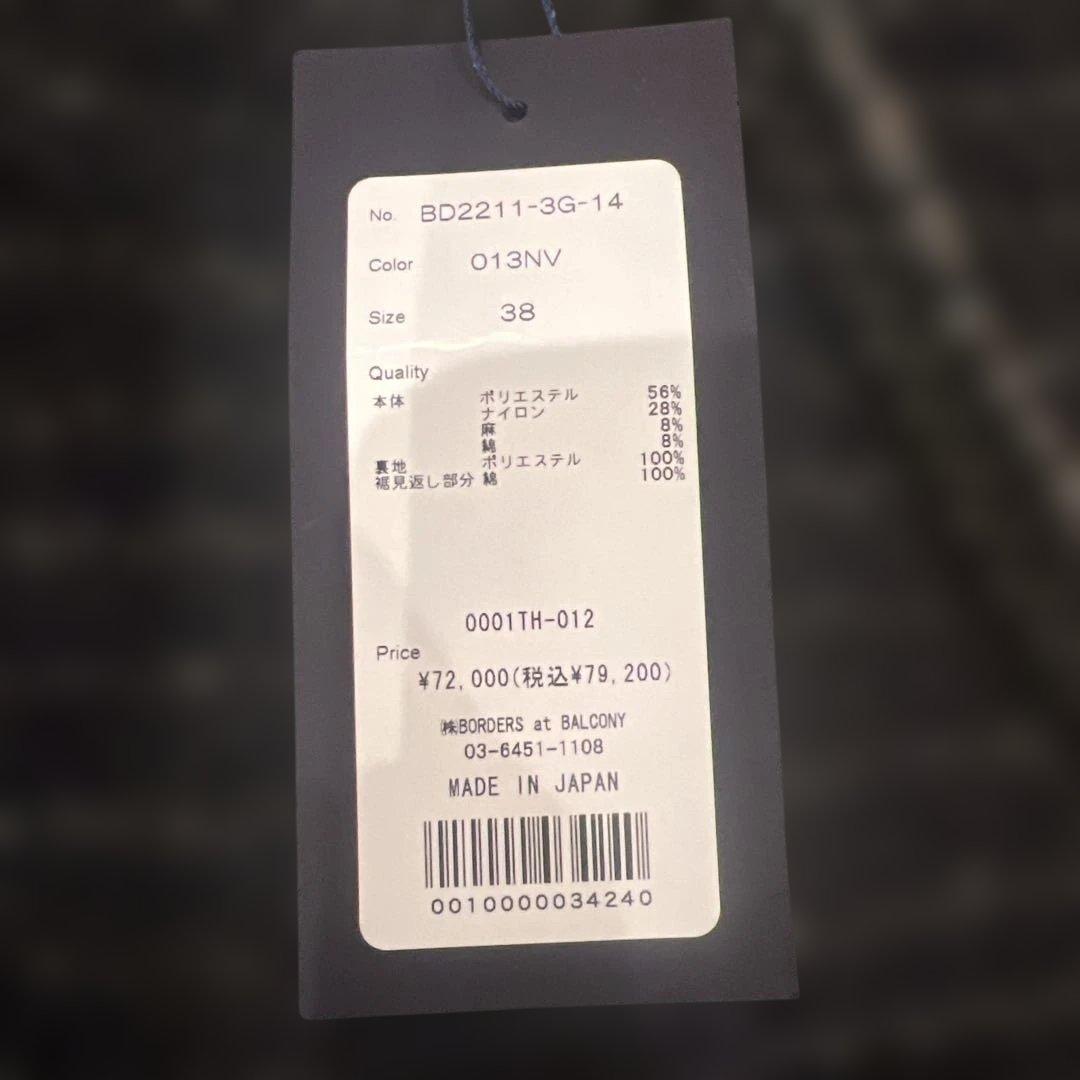 No. BD2211-3G-14
Color 013NV
Size 38
Quality
本体 ポリエステル 56%
ナイロン 28%
麻 8%
綿 8%
裏地 ポリエステル 100%
裾見返し部分 綿 100%
0001TH-012
Price
¥72,000(税込¥79,200)
㈱BORDERS at BALCONY
03-6451-1108
MADE IN JAPAN
0010000034240